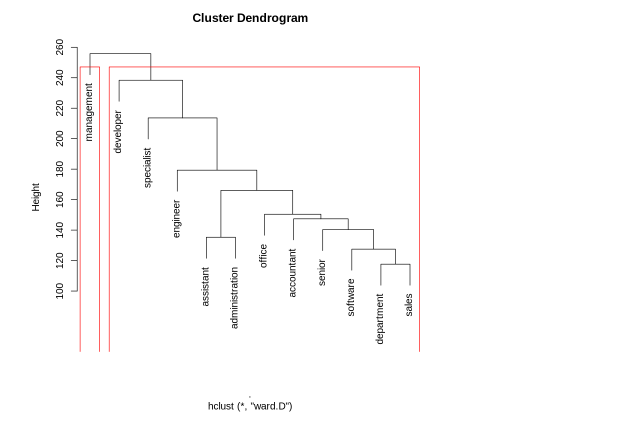 Cluster Dendrogram
Height
260
240
220
200
180
160
140
120
100
management
developer
specialist
engineer
assistant
administration
office
accountant
senior
software
department
sales
.
hclust (*, "ward.D")